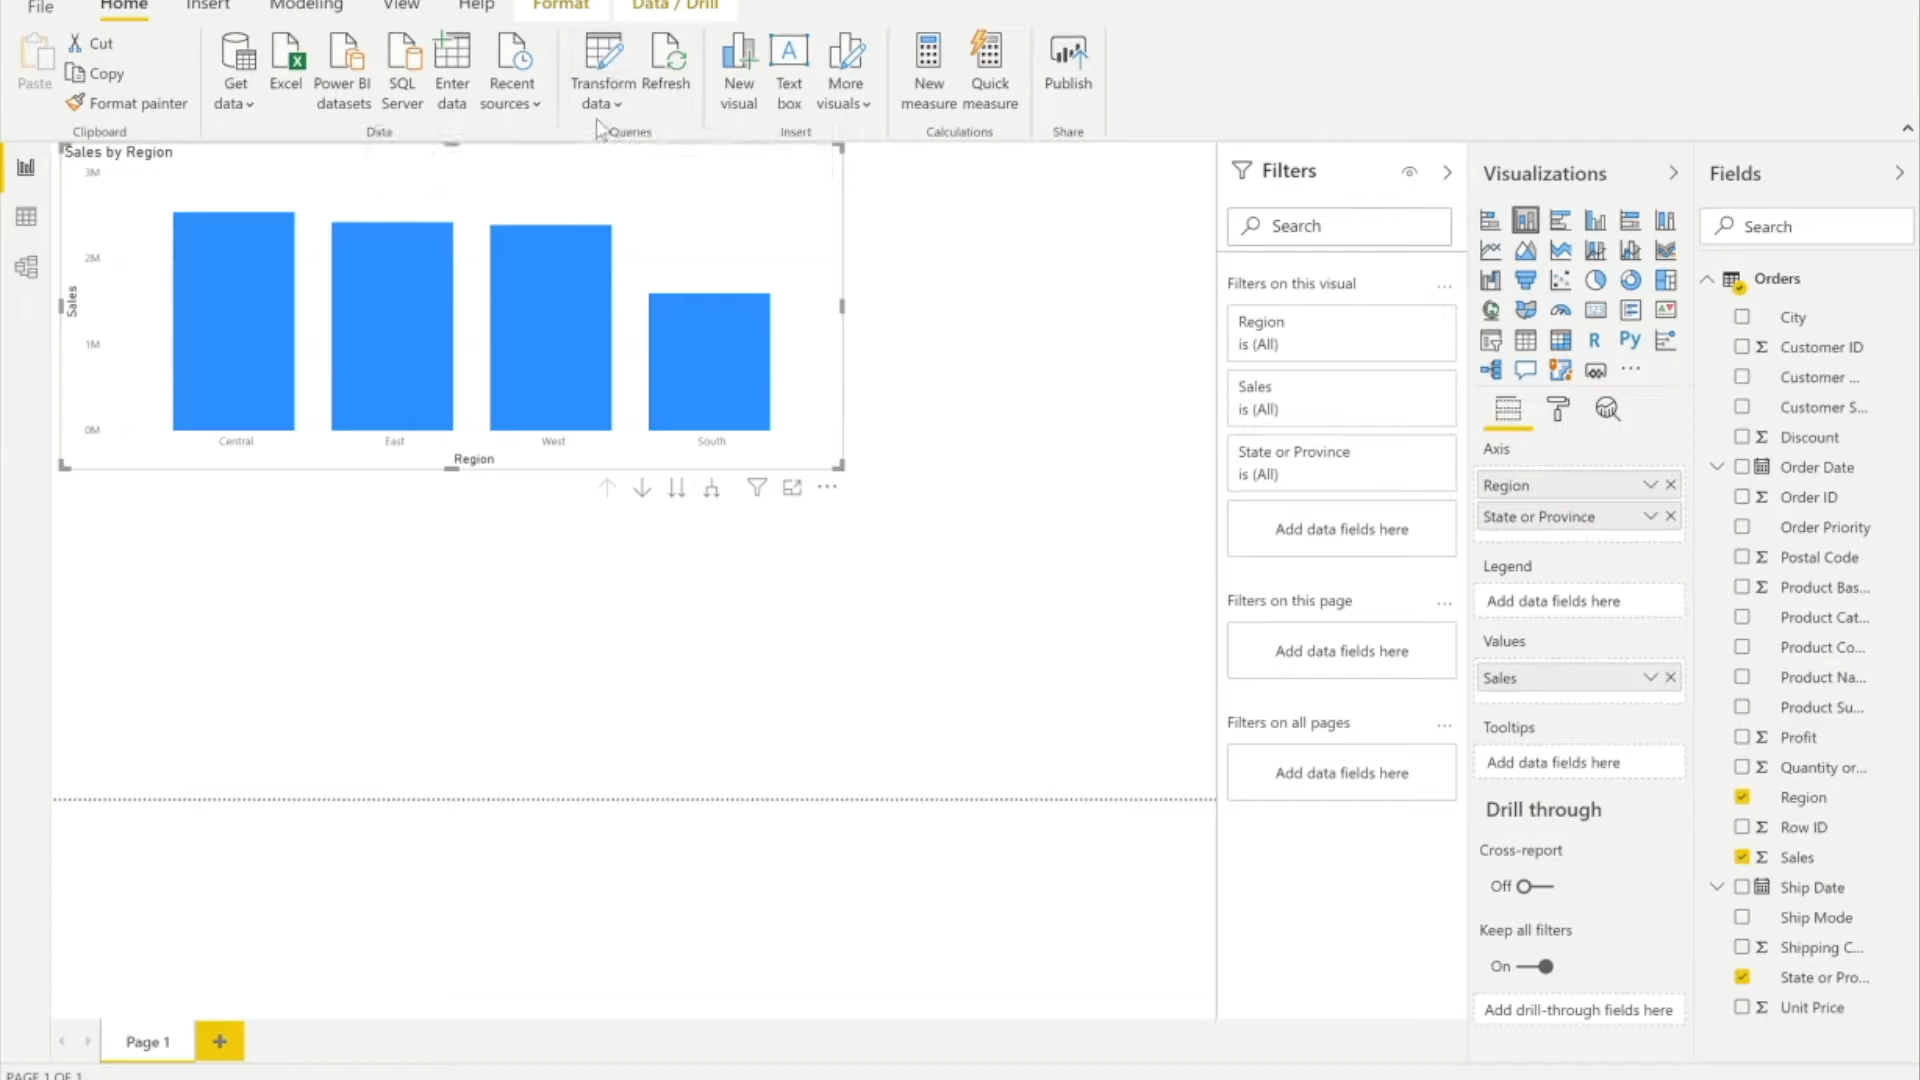 File
Home
Insert
Modeling
View
Help
Format
Data / Drill
Paste
Cut
Copy
Format painter
Clipboard
Get data
Excel
Power BI datasets
SQL Server
Enter data
Recent sources
Data
Transform data
Refresh
Queries
New visual
Text box
More visuals
Insert
New measure
Quick measure
Calculations
Publish
Share
Sales by Region
3M
2M
1M
0M
Sales
Central
East
West
South
Region
Filters
Search
Filters on this visual
...
Region
is (All)
Sales
is (All)
State or Province
is (All)
Add data fields here
Filters on this page
...
Add data fields here
Filters on all pages
...
Add data fields here
Visualizations
123
R
Py
...
Axis
Region
State or Province
Legend
Add data fields here
Values
Sales
Tooltips
Add data fields here
Drill through
Cross-report
Off
Keep all filters
On
Add drill-through fields here
Fields
Search
Orders
City
Σ Customer ID
Customer ...
Customer S...
Σ Discount
Order Date
Σ Order ID
Order Priority
Σ Postal Code
Σ Product Bas...
Product Cat...
Product Co...
Product Na...
Product Su...
Σ Profit
Σ Quantity or...
Region
Σ Row ID
Σ Sales
Ship Date
Ship Mode
Σ Shipping C...
State or Pro...
Σ Unit Price
Page 1
+
PAGE 1 OF 1